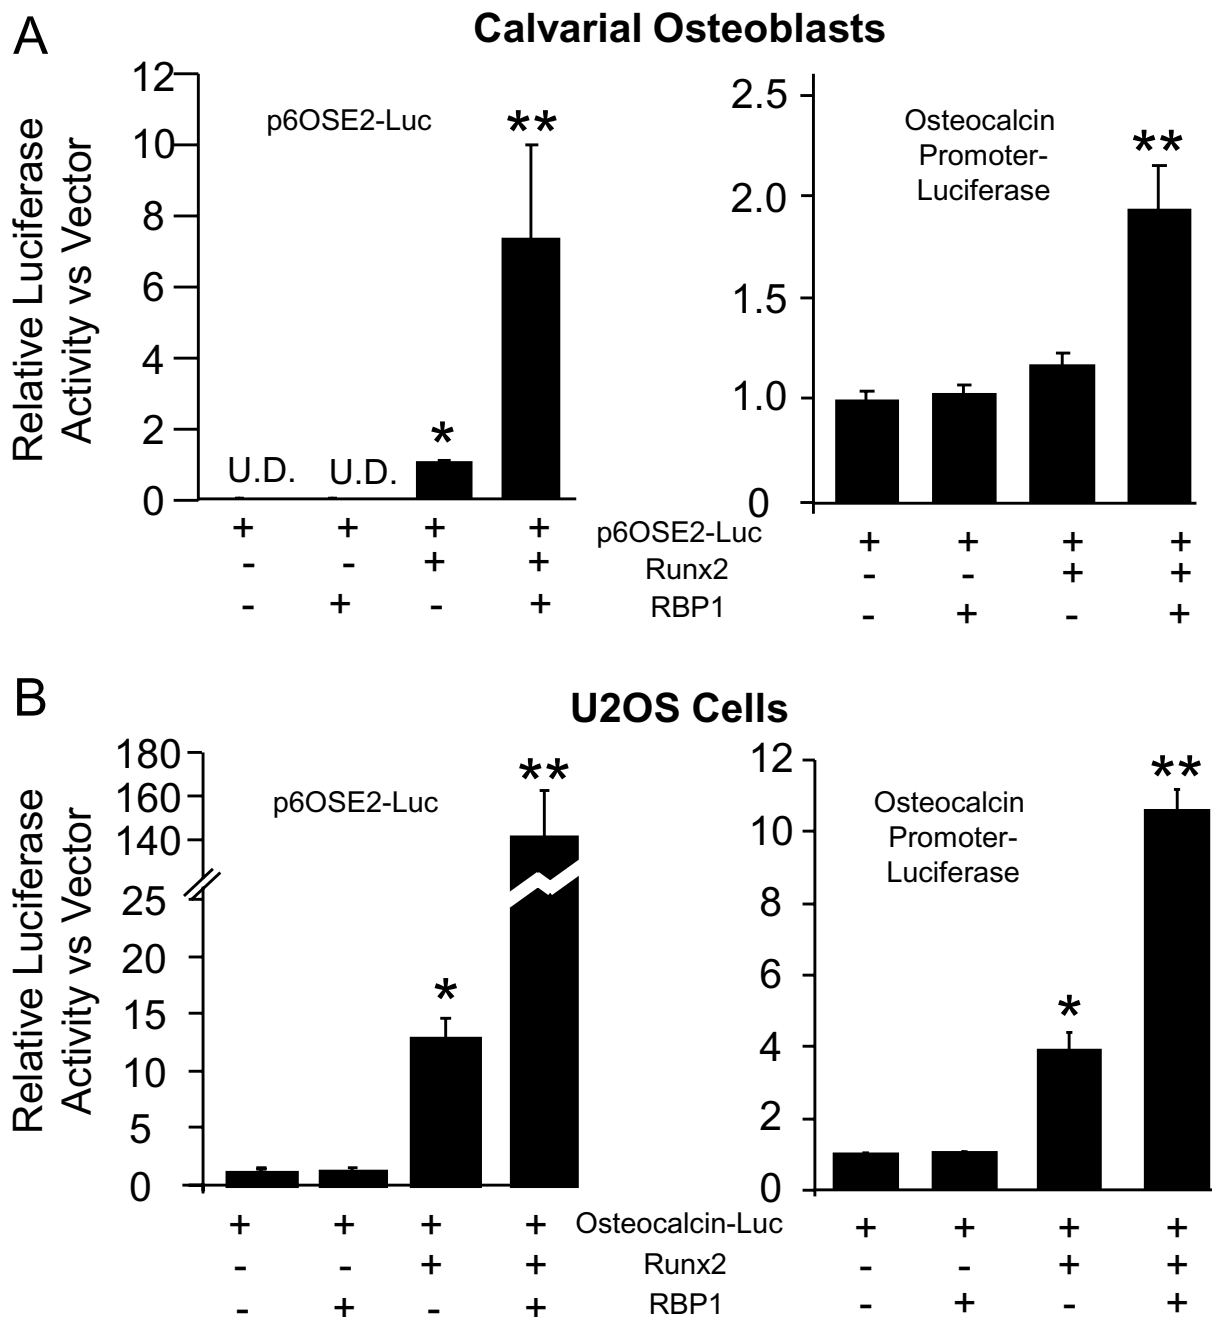 A
Calvarial Osteoblasts
Relative Luciferase
Activity vs Vector
12
10
8
6
4
2
0
p6OSE2-Luc
**
*
U.D. U.D.
2.5
2.0
1.5
1.0
0
Osteocalcin
Promoter-
Luciferase
**
+ + + + p6OSE2-Luc + + + +
- - + + Runx2 - - + +
- + - + RBP1 - + - +
B
U2OS Cells
Relative Luciferase
Activity vs Vector
180
160
140
25
20
15
10
5
0
p6OSE2-Luc
**
*
12
10
8
6
4
2
0
Osteocalcin
Promoter-
Luciferase
**
*
+ + + + Osteocalcin-Luc + + + +
- - + + Runx2 - - + +
- + - + RBP1 - + - +